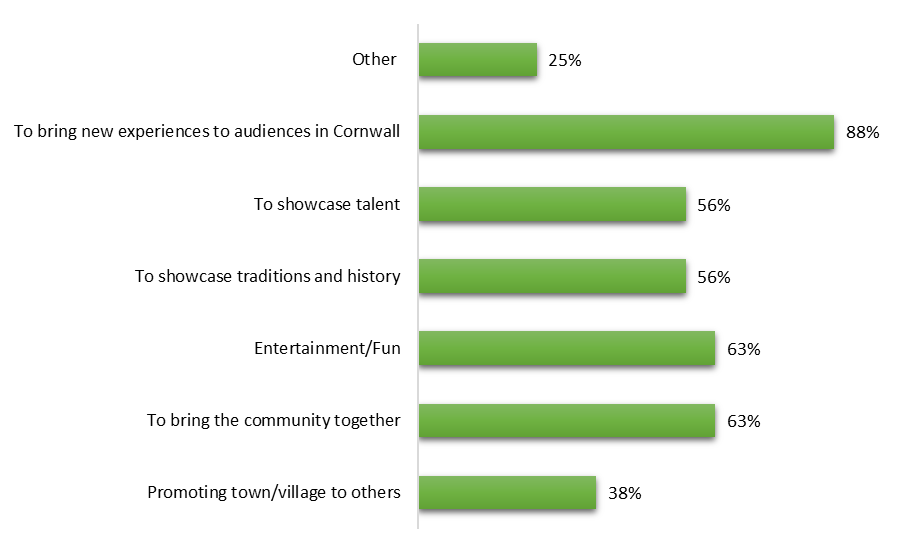 Other 25%
To bring new experiences to audiences in Cornwall 88%
To showcase talent 56%
To showcase traditions and history 56%
Entertainment/Fun 63%
To bring the community together 63%
Promoting town/village to others 38%